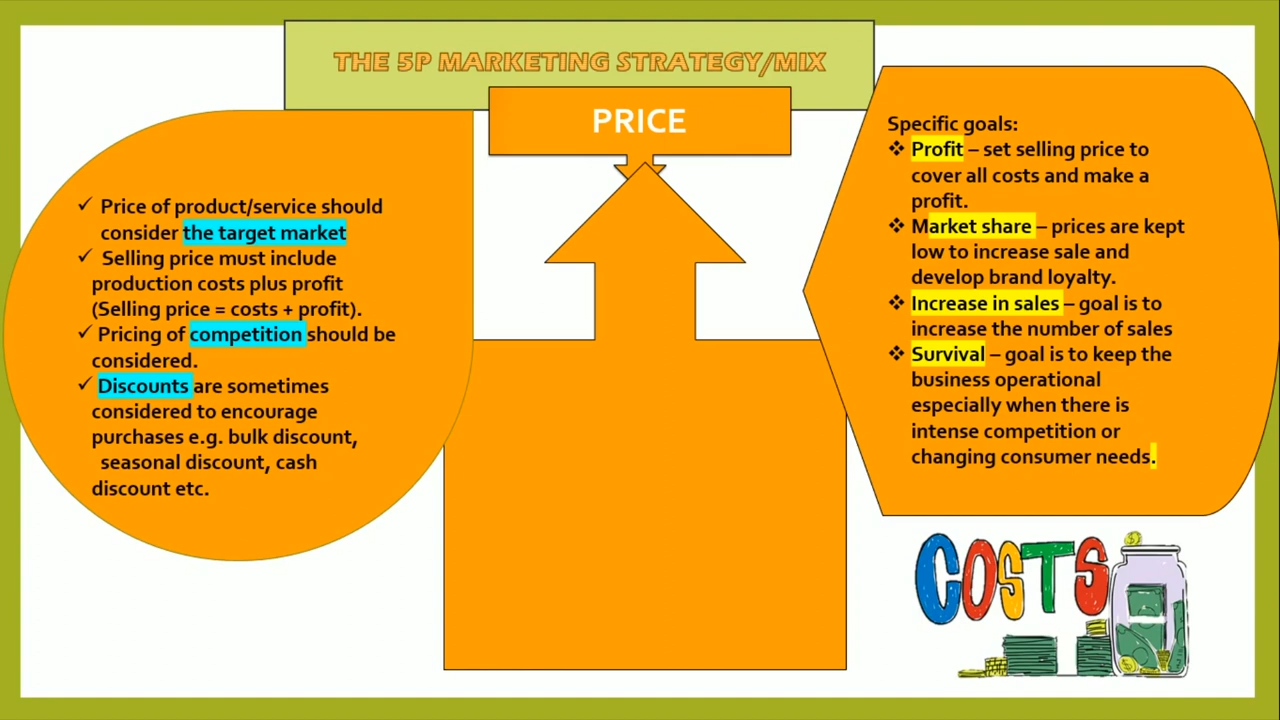 THE 5P MARKETING STRATEGY/MIX
PRICE
✓ Price of product/service should
consider the target market
✓ Selling price must include
production costs plus profit
(Selling price = costs + profit).
✓ Pricing of competition should be
considered.
✓ Discounts are sometimes
considered to encourage
purchases e.g. bulk discount,
seasonal discount, cash
discount etc.
Specific goals:
❖ Profit – set selling price to
cover all costs and make a
profit.
❖ Market share – prices are kept
low to increase sale and
develop brand loyalty.
❖ Increase in sales – goal is to
increase the number of sales
❖ Survival – goal is to keep the
business operational
especially when there is
intense competition or
changing consumer needs.
COSTS